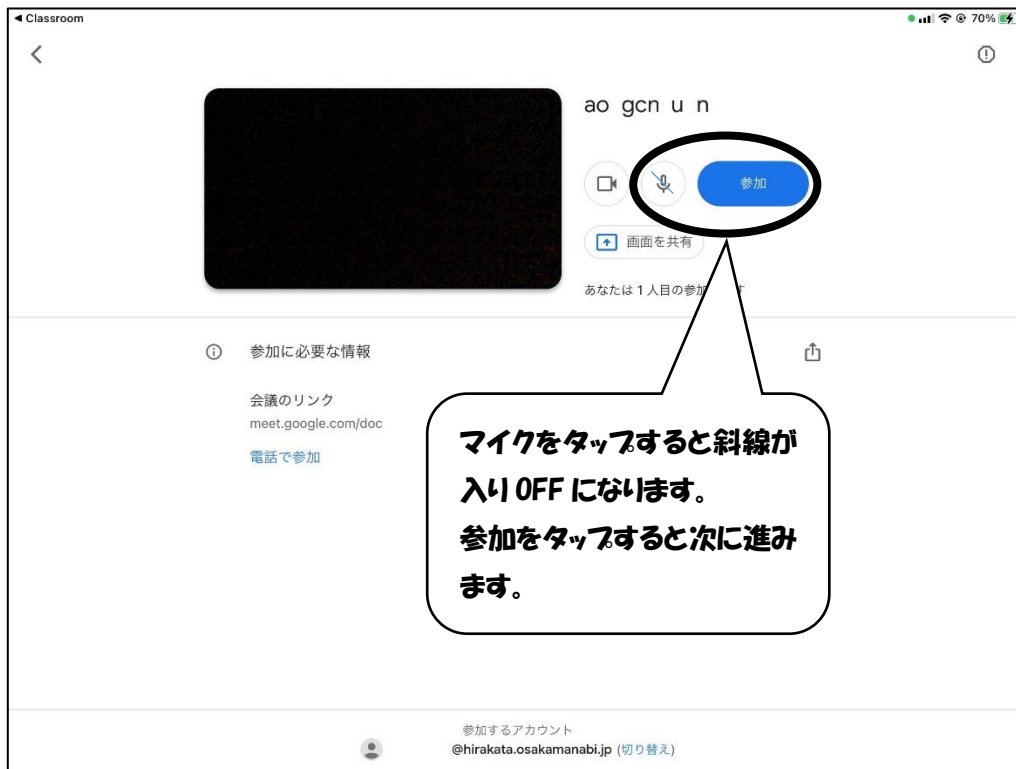 ◀ Classroom
70%
ao gcn u n
参加
画面を共有
あなたは 1 人目の参加
す
参加に必要な情報
会議のリンク
meet.google.com/doc
電話で参加
マイクをタップすると斜線が
入り OFF になります。
参加をタップすると次に進み
ます。
参加するアカウント
@hirakata.osakamanabi.jp (切り替え)